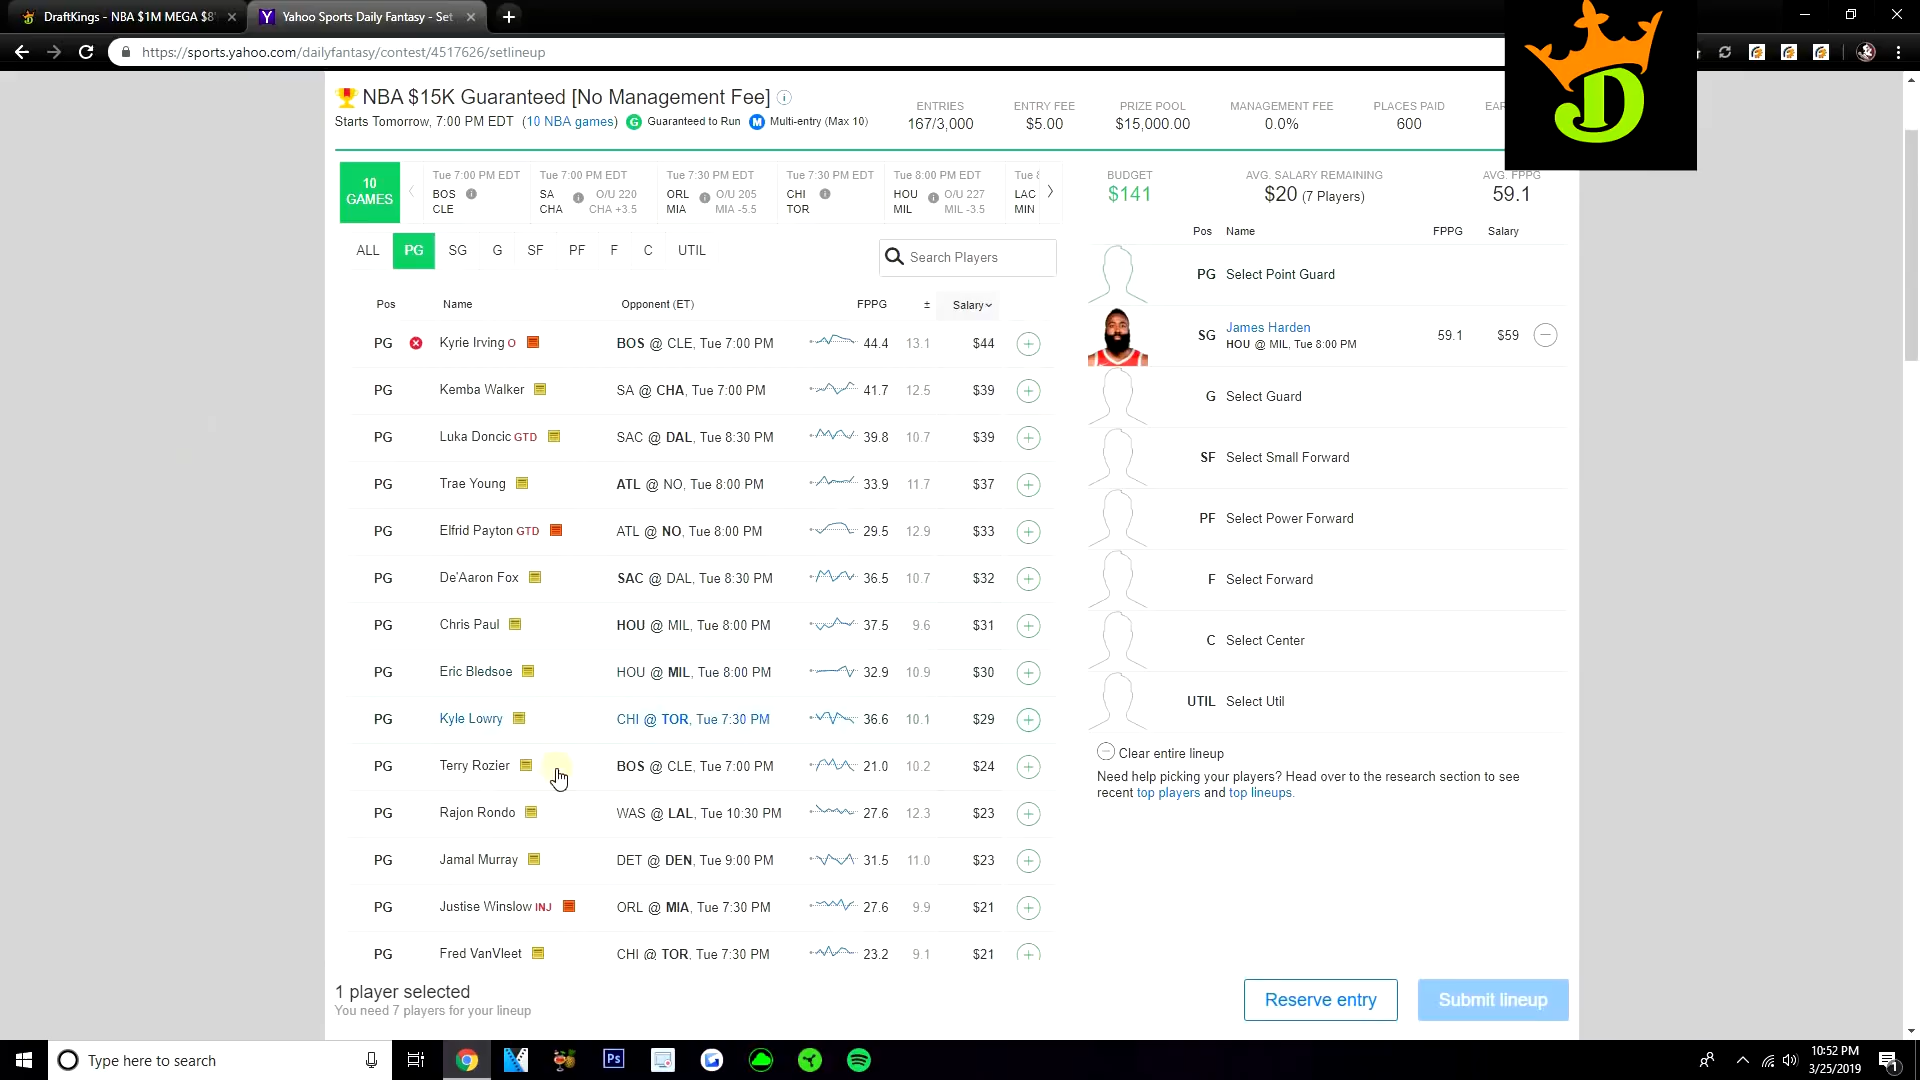 DraftKings - NBA $1M MEGA $8
Yahoo Sports Daily Fantasy - Set
https://sports.yahoo.com/dailyfantasy/contest/4517626/setlineup
NBA $15K Guaranteed [No Management Fee]
Starts Tomorrow, 7:00 PM EDT (10 NBA games) G Guaranteed to Run M Multi-entry (Max 10)
ENTRIES ENTRY FEE PRIZE POOL MANAGEMENT FEE PLACES PAID EAR
167/3,000 $5.00 $15,000.00 0.0% 600
D
10 GAMES
Tue 7:00 PM EDT Tue 7:00 PM EDT Tue 7:30 PM EDT Tue 7:30 PM EDT Tue 8:00 PM EDT Tue 8
BOS SA O/U 220 ORL O/U 205 CHI HOU O/U 227 LAC
CLE CHA CHA +3.5 MIA MIA -5.5 TOR MIL MIL -3.5 MIN
BUDGET AVG. SALARY REMAINING AVG. FPPG
$141 $20 (7 Players) 59.1
ALL PG SG G SF PF F C UTIL
Search Players
Pos Name Opponent (ET) FPPG ± Salary
PG Kyrie Irving O BOS @ CLE, Tue 7:00 PM 44.4 13.1 $44
PG Kemba Walker SA @ CHA, Tue 7:00 PM 41.7 12.5 $39
PG Luka Doncic GTD SAC @ DAL, Tue 8:30 PM 39.8 10.7 $39
PG Trae Young ATL @ NO, Tue 8:00 PM 33.9 11.7 $37
PG Elfrid Payton GTD ATL @ NO, Tue 8:00 PM 29.5 12.9 $33
PG De'Aaron Fox SAC @ DAL, Tue 8:30 PM 36.5 10.7 $32
PG Chris Paul HOU @ MIL, Tue 8:00 PM 37.5 9.6 $31
PG Eric Bledsoe HOU @ MIL, Tue 8:00 PM 32.9 10.9 $30
PG Kyle Lowry CHI @ TOR, Tue 7:30 PM 36.6 10.1 $29
PG Terry Rozier BOS @ CLE, Tue 7:00 PM 21.0 10.2 $24
PG Rajon Rondo WAS @ LAL, Tue 10:30 PM 27.6 12.3 $23
PG Jamal Murray DET @ DEN, Tue 9:00 PM 31.5 11.0 $23
PG Justise Winslow INJ ORL @ MIA, Tue 7:30 PM 27.6 9.9 $21
PG Fred VanVleet CHI @ TOR, Tue 7:30 PM 23.2 9.1 $21
Pos Name FPPG Salary
PG Select Point Guard
SG James Harden 59.1 $59
HOU @ MIL, Tue 8:00 PM
G Select Guard
SF Select Small Forward
PF Select Power Forward
F Select Forward
C Select Center
UTIL Select Util
Clear entire lineup
Need help picking your players? Head over to the research section to see
recent top players and top lineups.
1 player selected
You need 7 players for your lineup
Reserve entry
Submit lineup
Type here to search
Ps
10:52 PM
3/25/2019
1